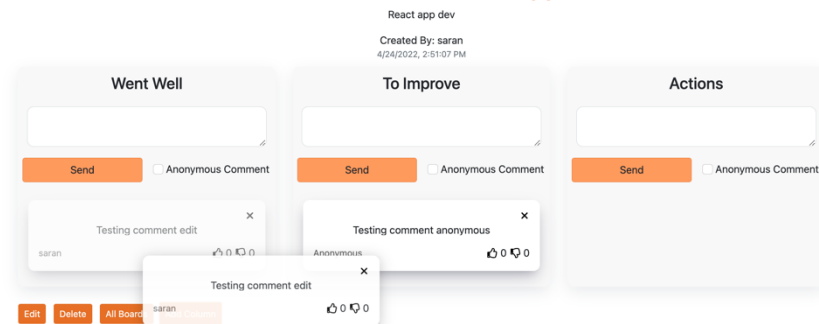 React app dev
Created By: saran
4/24/2022, 2:51:07 PM
Went Well
Send
Anonymous Comment
×
Testing comment edit
saran
0 0
To Improve
Send
Anonymous Comment
×
Testing comment anonymous
Anonymous
0 0
Actions
Send
Anonymous Comment
×
Testing comment edit
saran
0 0
Edit
Delete
All Board